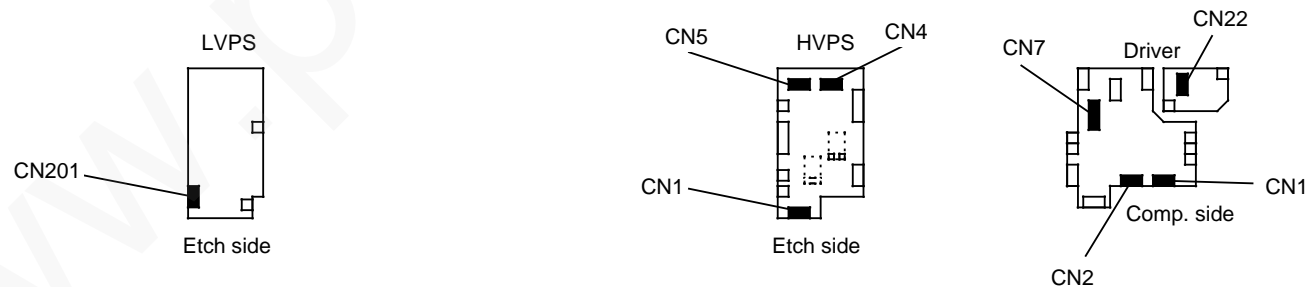 LVPS
CN201
Etch side
CN5
HVPS
CN4
CN1
Etch side
CN7
Driver
CN22
CN1
Comp. side
CN2